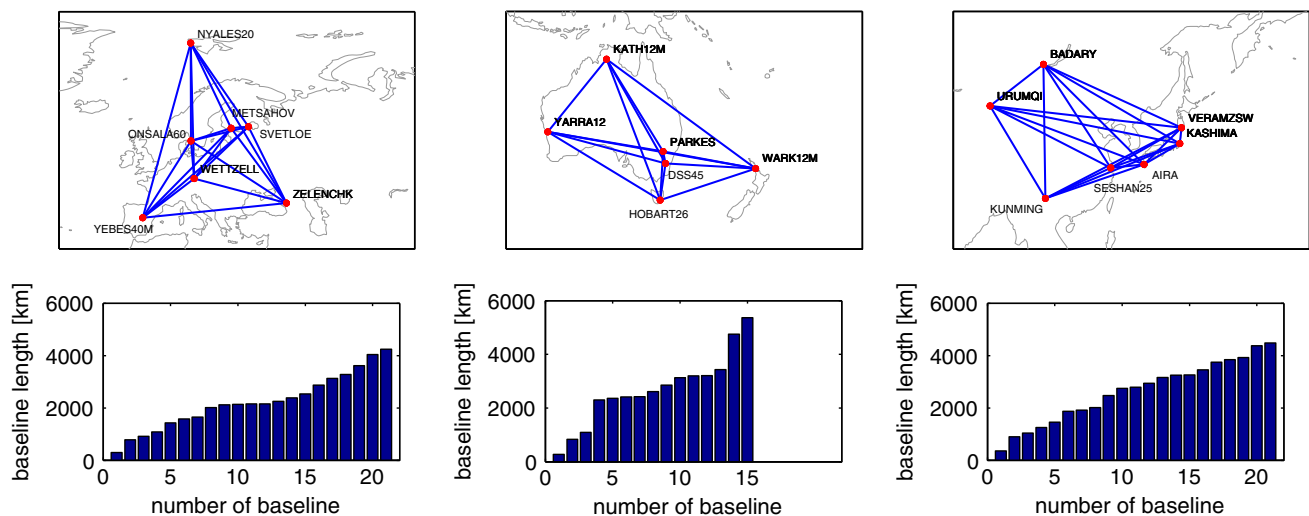 NYALES20
METSAHOV
ONSALA60
SVETLOE
WETTZELL
ZELENCHK
YEBES40M
KATH12M
YARRA12
PARKES
WARK12M
DSS45
HOBART26
BADARY
URUMQI
VERAMZSW
KASHIMA
AIRA
SESHAN25
KUNMING
baseline length [km]
6000
4000
2000
0
0 5 10 15 20
number of baseline
baseline length [km]
6000
4000
2000
0
0 5 10 15
number of baseline
baseline length [km]
6000
4000
2000
0
0 5 10 15 20
number of baseline